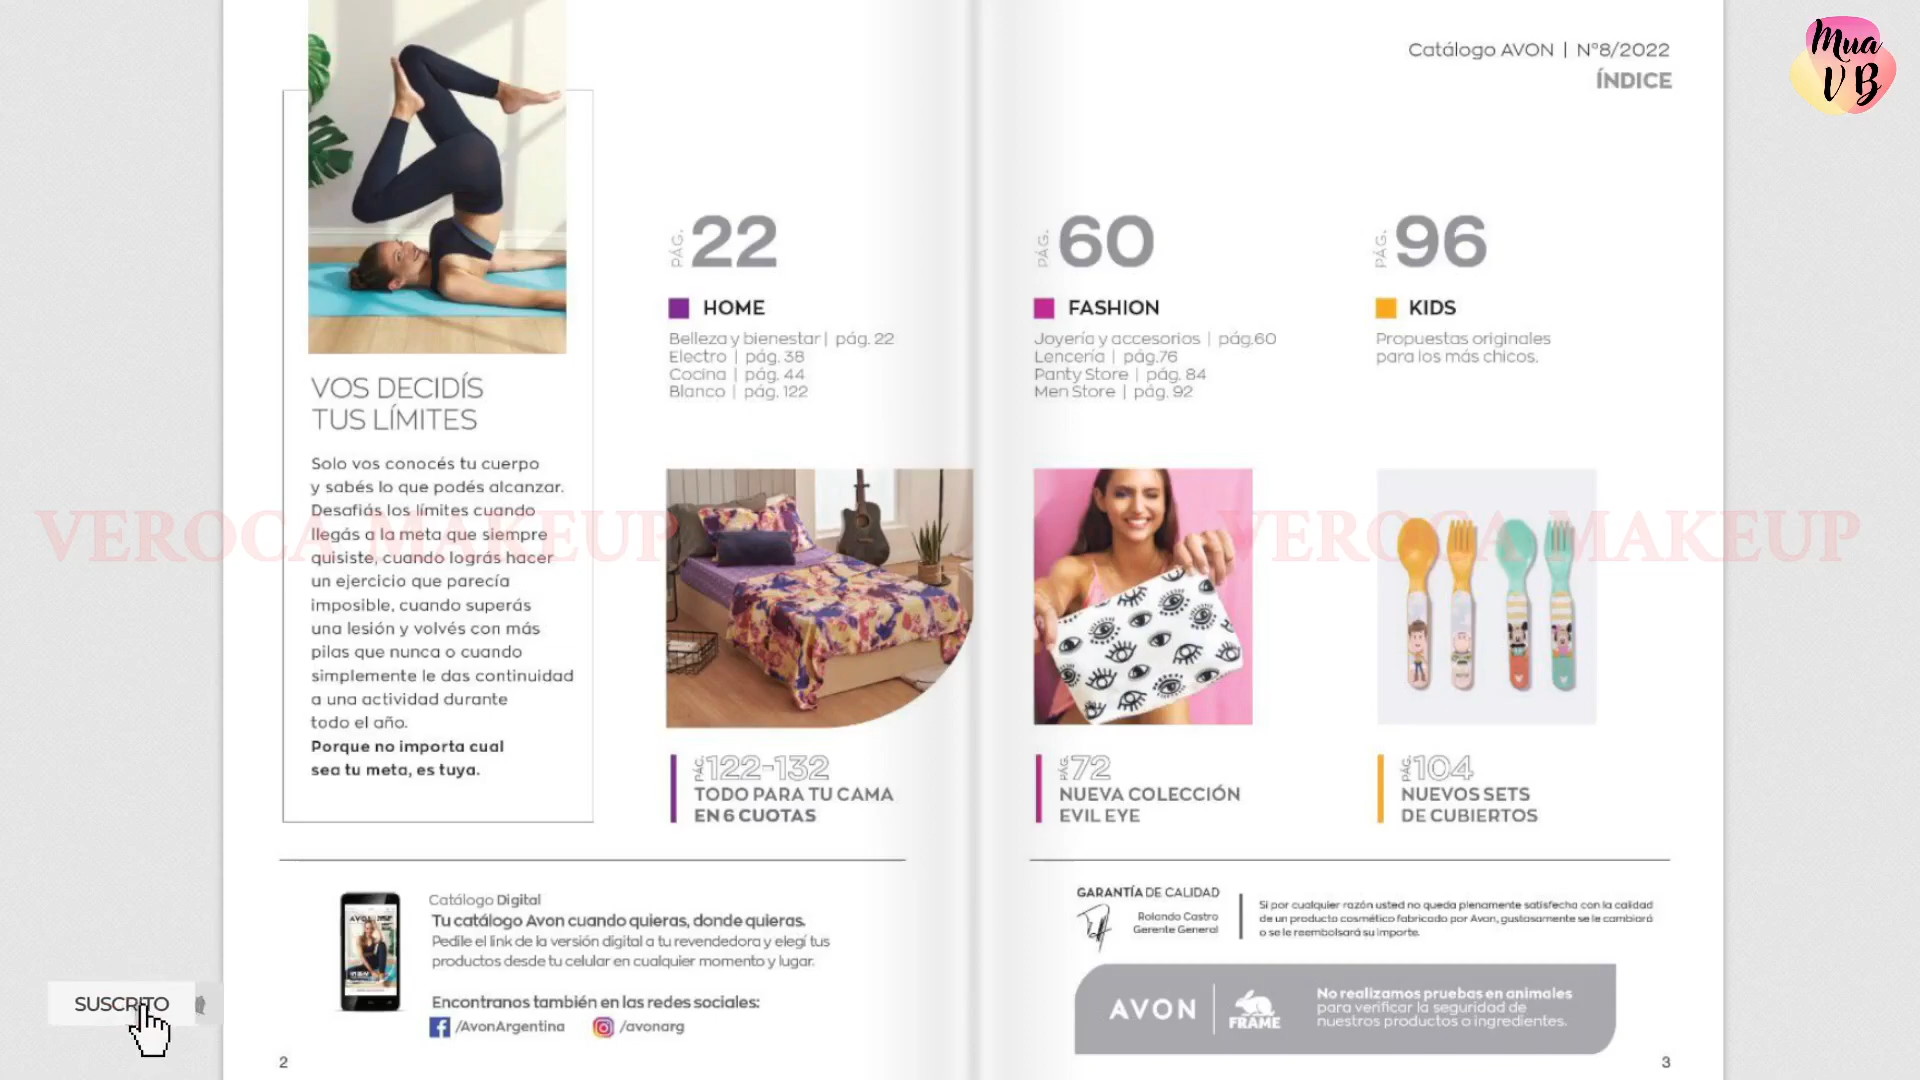 Mua
VB
Catálogo AVON | Nº8/2022
ÍNDICE
VOS DECIDÍS
TUS LÍMITES
Solo vos conocés tu cuerpo
y sabés lo que podés alcanzar.
Desafiás los límites cuando
llegás a la meta que siempre
quisiste, cuando lográs hacer
un ejercicio que parecía
imposible, cuando superás
una lesión y volvés con más
pilas que nunca o cuando
simplemente le das continuidad
a una actividad durante
todo el año.
Porque no importa cual
sea tu meta, es tuya.
PÁG. 22
HOME
Belleza y bienestar | pág. 22
Electro | pág. 38
Cocina | pág. 44
Blanco | pág. 122
PÁG. 60
FASHION
Joyería y accesorios | pág.60
Lencería | pág.76
Panty Store | pág. 84
Men Store | pág. 92
PÁG. 96
KIDS
Propuestas originales
para los más chicos.
VEROCA MAKEUP
VEROCA MAKEUP
PÁG. 122-132
TODO PARA TU CAMA
EN 6 CUOTAS
PÁG. 72
NUEVA COLECCIÓN
EVIL EYE
PÁG. 104
NUEVOS SETS
DE CUBIERTOS
AVON
Catálogo Digital
Tu catálogo Avon cuando quieras, donde quieras.
Pedile el link de la versión digital a tu revendedora y elegí tus
productos desde tu celular en cualquier momento y lugar.
Encontranos también en las redes sociales:
/AvonArgentina /avonarg
GARANTÍA DE CALIDAD
Rolando Castro
Gerente General
Si por cualquier razón usted no queda plenamente satisfecha con la calidad
de un producto cosmético fabricado por Avon, gustosamente se le cambiará
o se le reembolsará su importe.
AVON
FRAME
No realizamos pruebas en animales
para verificar la seguridad de
nuestros productos o ingredientes.
SUSCRITO
2
3